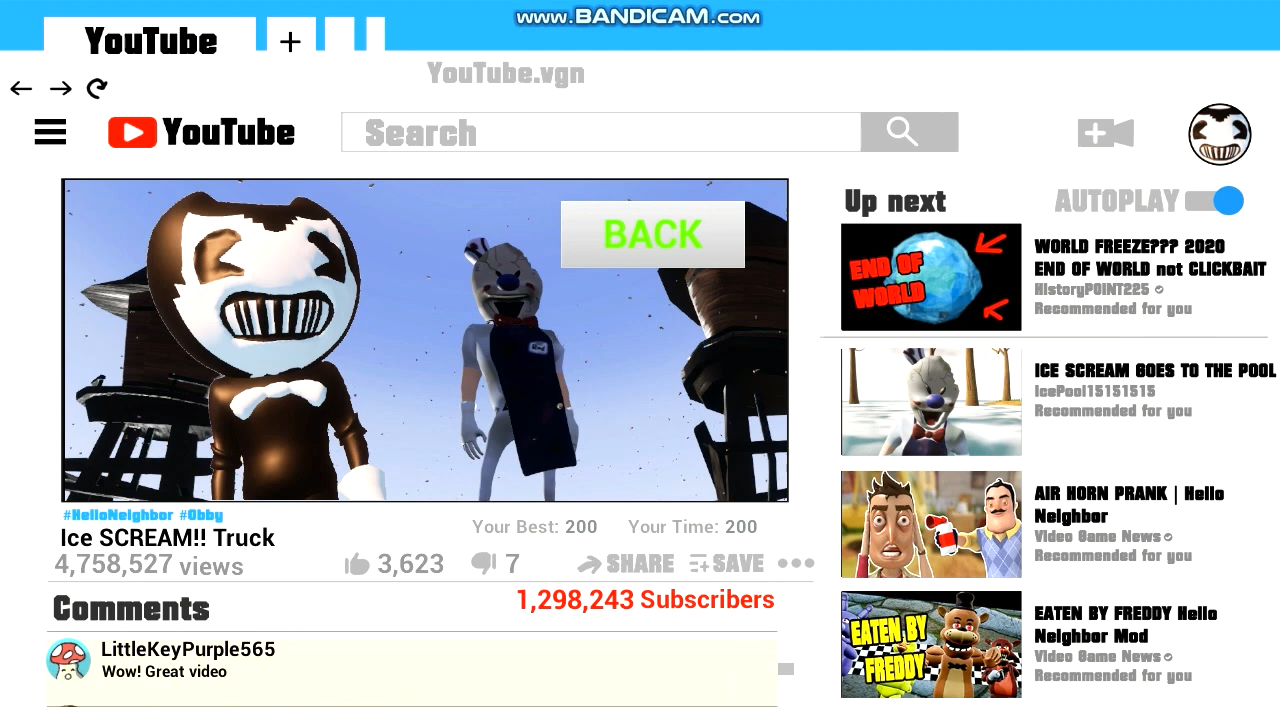 www.BANDICAM.com
YouTube
+
YouTube.vgn
YouTube
Search
BACK
#HelloNeighbor #Obby
Ice SCREAM!! Truck
Your Best: 200 Your Time: 200
4,758,527 views
3,623
7
SHARE
SAVE
1,298,243 Subscribers
Comments
LittleKeyPurple565
Wow! Great video
Up next
AUTOPLAY
END OF
WORLD
WORLD FREEZE??? 2020
END OF WORLD not CLICKBAIT
HistoryPOINT225
Recommended for you
ICE SCREAM GOES TO THE POOL
IcePool15151515
Recommended for you
AIR HORN PRANK | Hello
Neighbor
Video Game News
Recommended for you
EATEN BY
FREDDY
EATEN BY FREDDY Hello
Neighbor Mod
Video Game News
Recommended for you